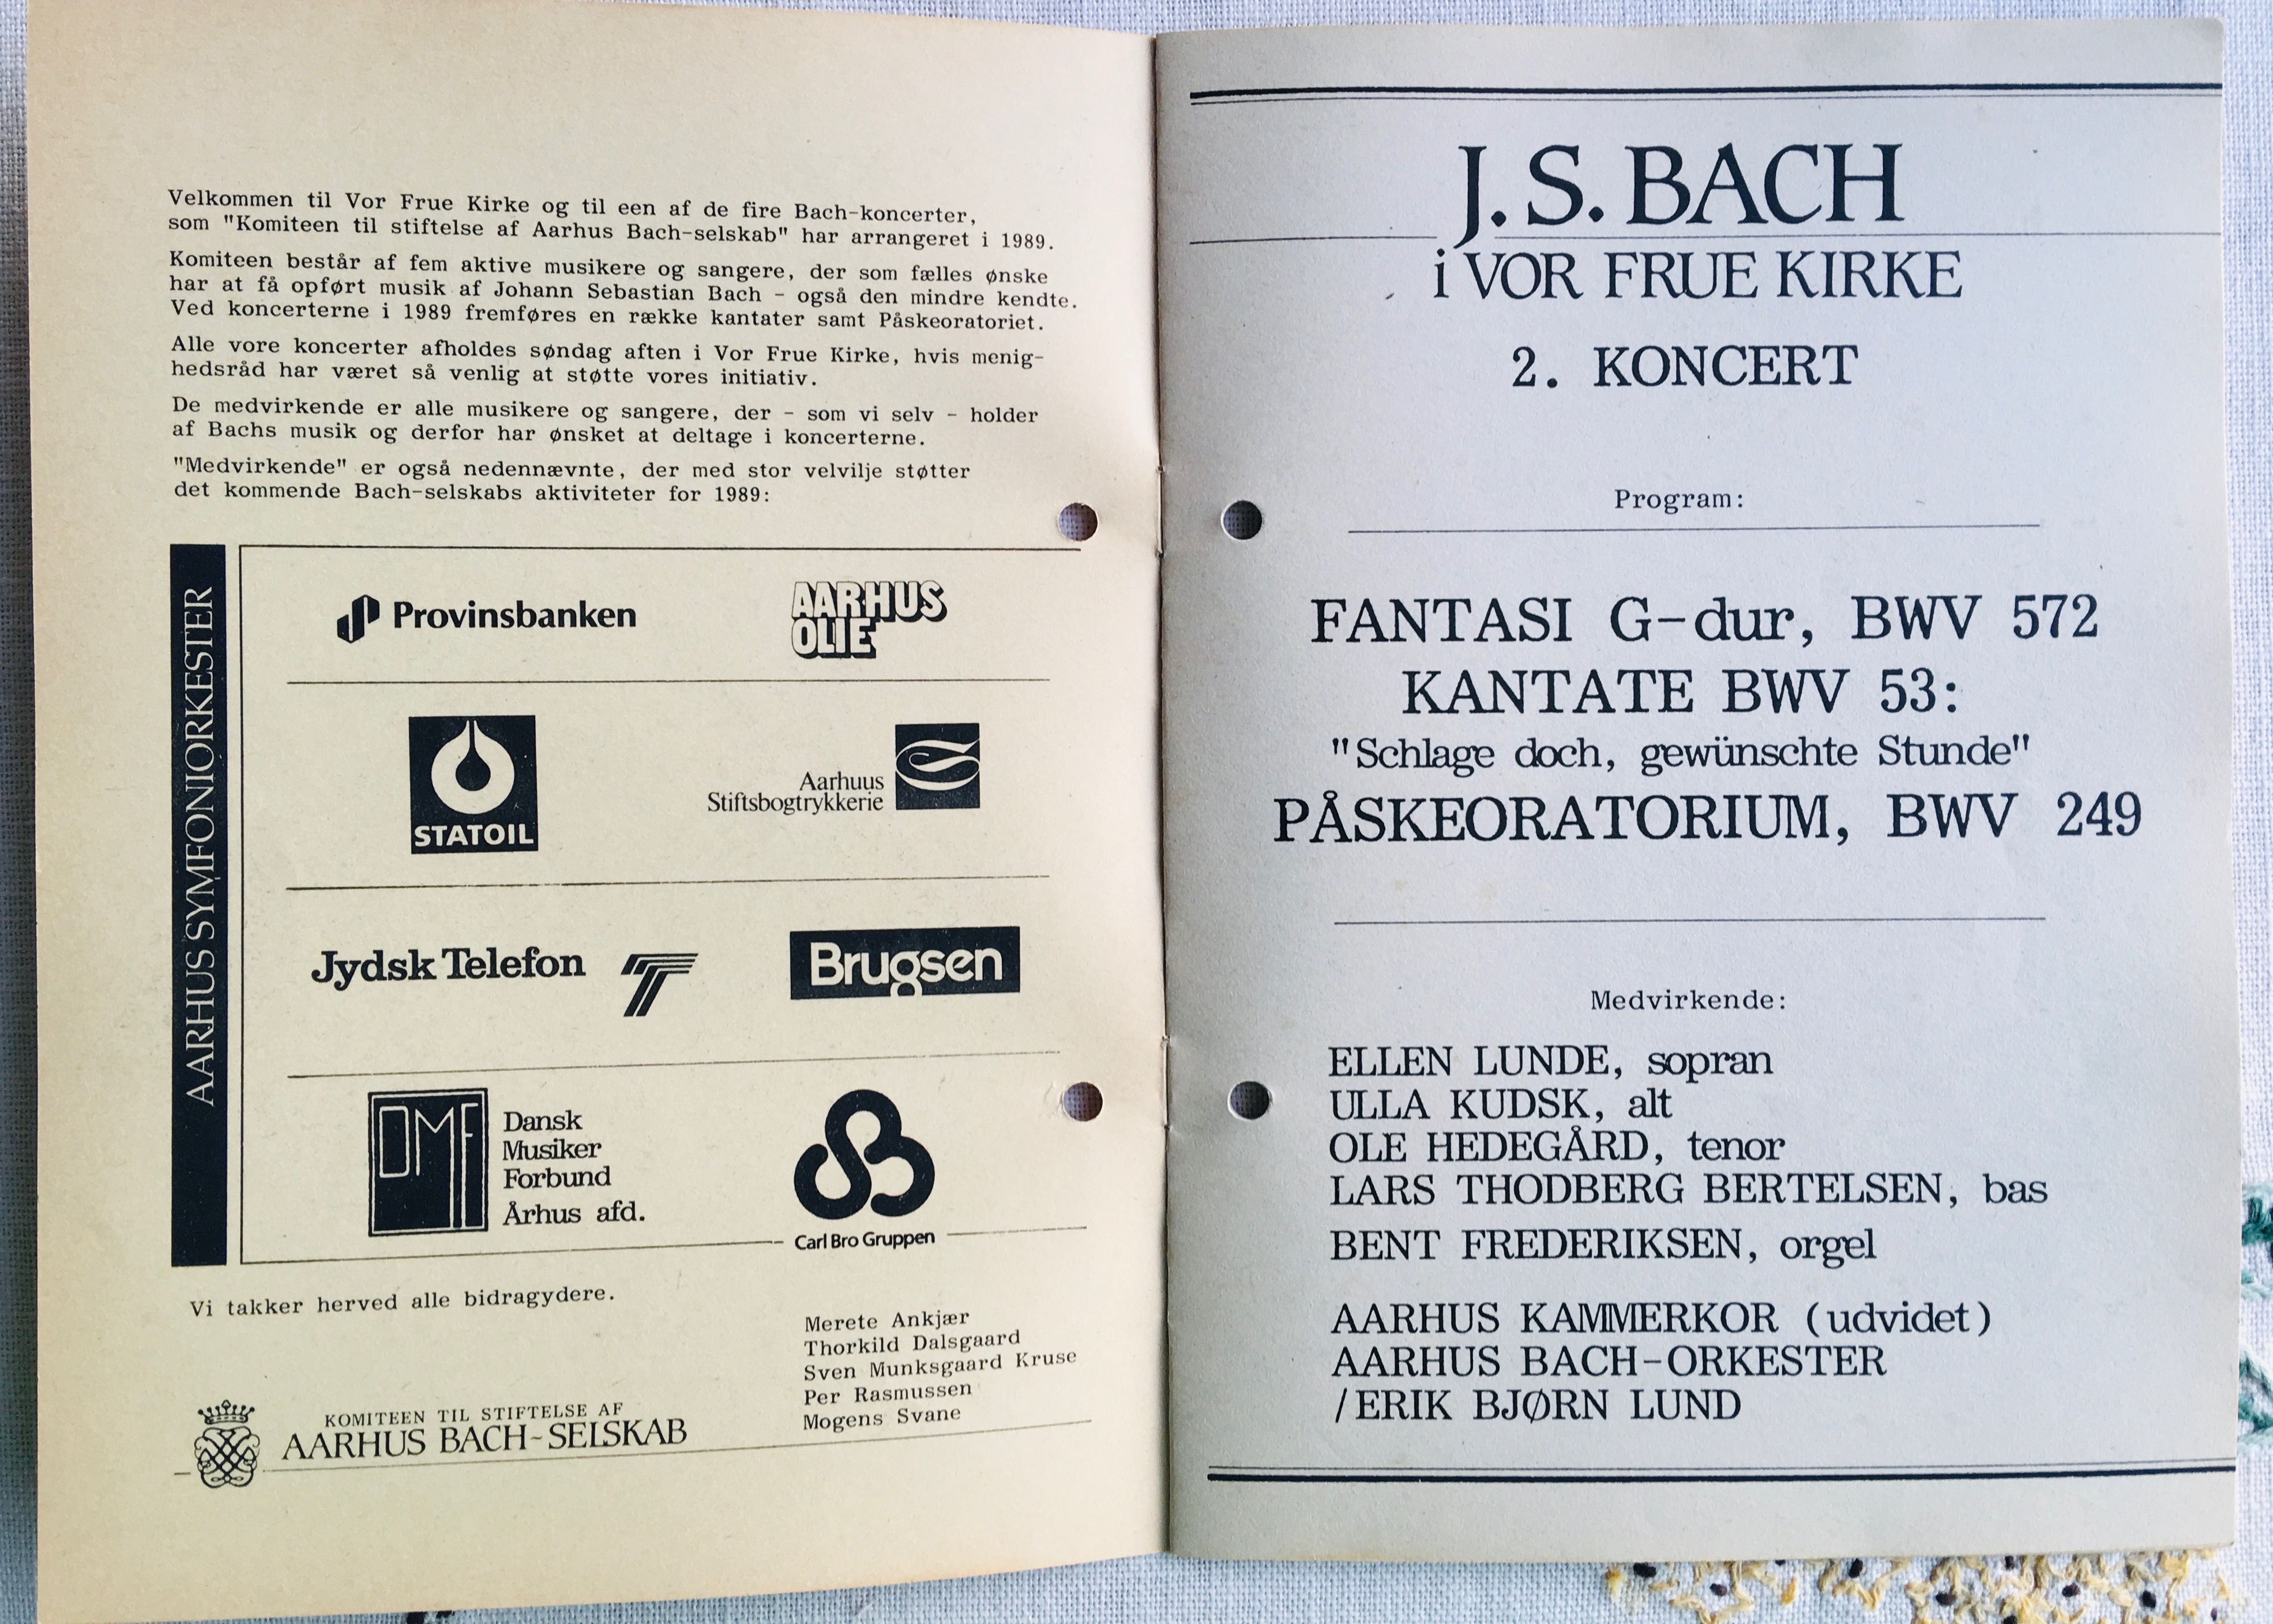 Velkommen til Vor Frue Kirke og til een af de fire Bach-koncerter,
som "Komiteen til stiftelse af Aarhus Bach-selskab" har arrangeret i 1989.
Komiteen består af fem aktive musikere og sangere, der som fælles ønske
har at få opført musik af Johann Sebastian Bach - også den mindre kendte.
Ved koncerterne i 1989 fremføres en række kantater samt Påskeoratoriet.
Alle vore koncerter afholdes søndag aften i Vor Frue Kirke, hvis menig-
hedsråd har været så venlig at støtte vores initiativ.
De medvirkende er alle musikere og sangere, der - som vi selv - holder
af Bachs musik og derfor har ønsket at deltage i koncerterne.
"Medvirkende" er også nedennævnte, der med stor velvilje støtter
det kommende Bach-selskabs aktiviteter for 1989:
AARHUS SYMFONIORKESTER
Provinsbanken
AARHUS
OLIE
STATOIL
Aarhuus
Stiftsbogtrykkerie
Jydsk Telefon
Brugsen
DMF
Dansk
Musiker
Forbund
Århus afd.
Carl Bro Gruppen
Vi takker herved alle bidragydere.
Merete Ankjær
Thorkild Dalsgaard
Sven Munksgaard Kruse
Per Rasmussen
Mogens Svane
KOMITEEN TIL STIFTELSE AF
AARHUS BACH-SELSKAB
J. S. BACH
i VOR FRUE KIRKE
2. KONCERT
Program:
FANTASI G-dur, BWV 572
KANTATE BWV 53:
"Schlage doch, gewünschte Stunde"
PÅSKEORATORIUM, BWV 249
Medvirkende:
ELLEN LUNDE, sopran
ULLA KUDSK, alt
OLE HEDEGÅRD, tenor
LARS THODBERG BERTELSEN, bas
BENT FREDERIKSEN, orgel
AARHUS KAMMERKOR (udvidet)
AARHUS BACH-ORKESTER
/ERIK BJØRN LUND